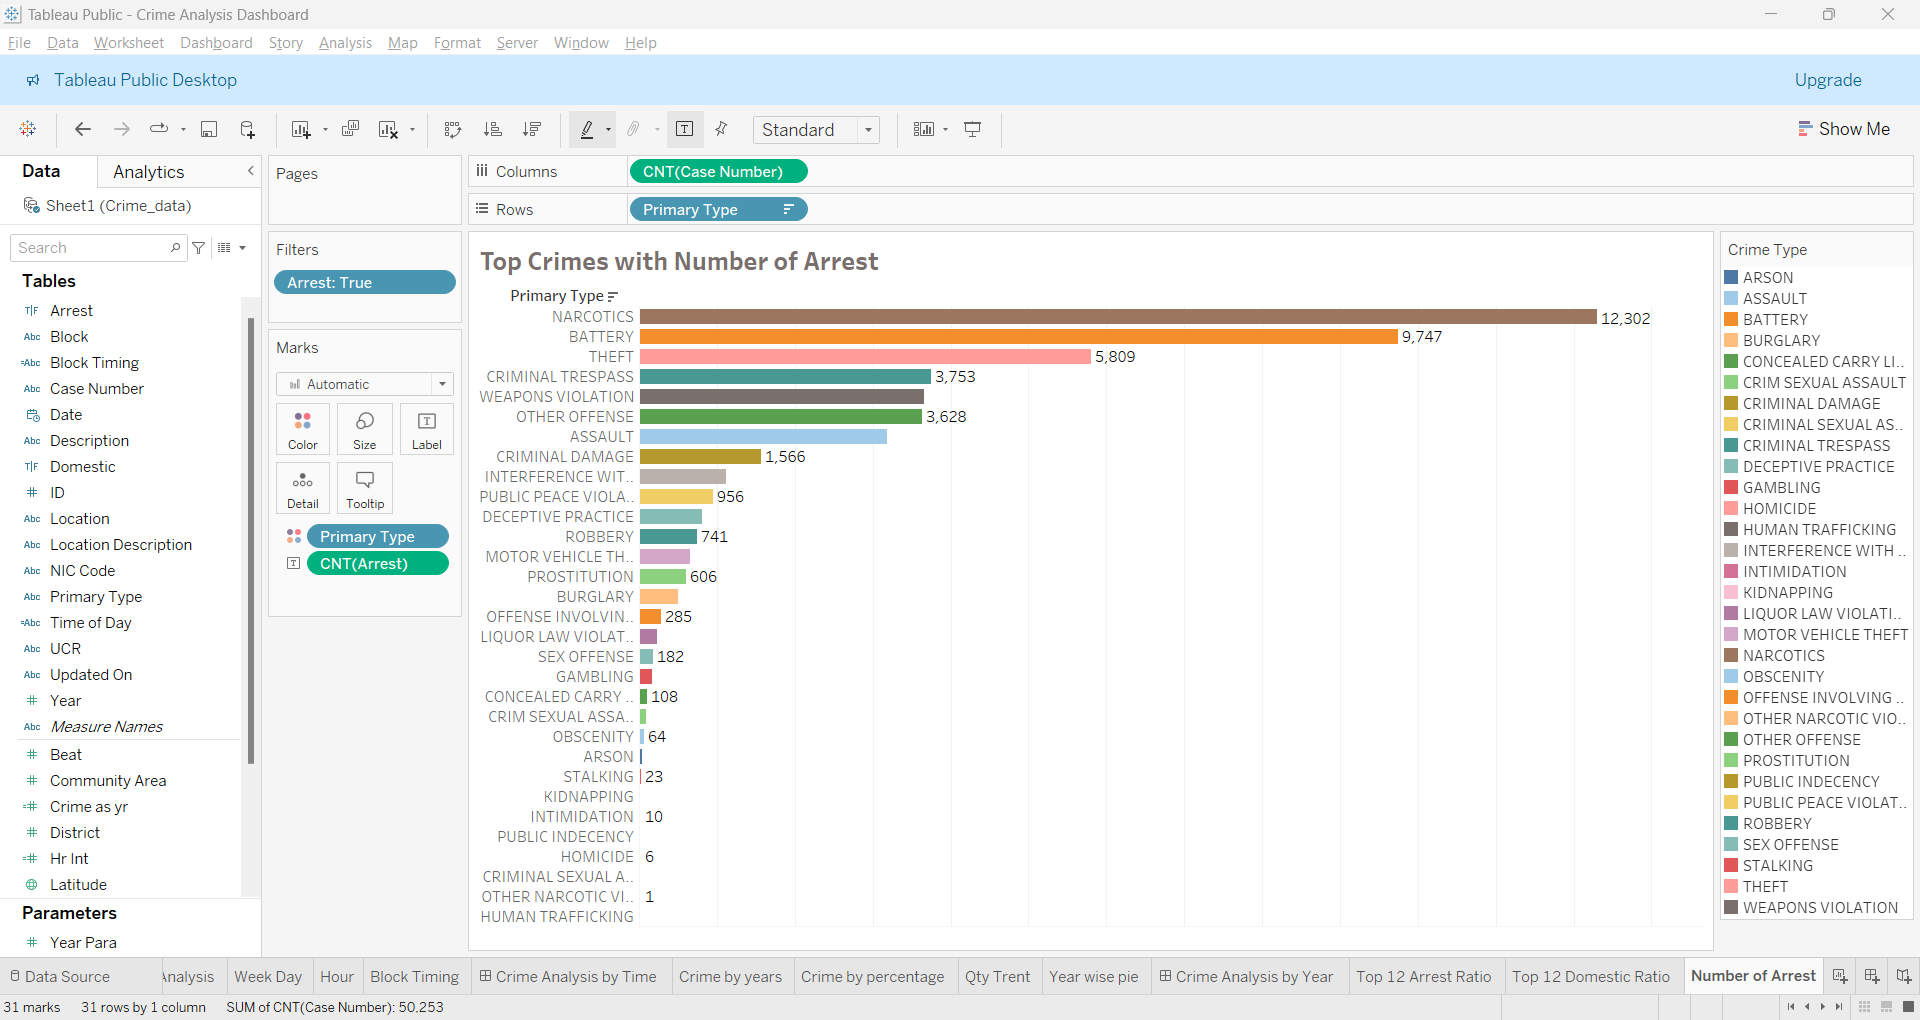 Tableau Public - Crime Analysis Dashboard
File Data Worksheet Dashboard Story Analysis Map Format Server Window Help
Tableau Public Desktop
Upgrade
Standard
Show Me
Data
Analytics
Sheet1 (Crime_data)
Search
Tables
T|F Arrest
Abc Block
=Abc Block Timing
Abc Case Number
Date
Abc Description
T|F Domestic
# ID
Abc Location
Abc Location Description
Abc NIC Code
Abc Primary Type
=Abc Time of Day
Abc UCR
Abc Updated On
# Year
Abc Measure Names
# Beat
# Community Area
=# Crime as yr
# District
=# Hr Int
Latitude
Parameters
# Year Para
Pages
Filters
Arrest: True
Marks
Automatic
Color
Size
T
Label
Detail
Tooltip
Primary Type
T CNT(Arrest)
Columns
CNT(Case Number)
Rows
Primary Type
Top Crimes with Number of Arrest
Primary Type
NARCOTICS 12,302
BATTERY 9,747
THEFT 5,809
CRIMINAL TRESPASS 3,753
WEAPONS VIOLATION
OTHER OFFENSE 3,628
ASSAULT
CRIMINAL DAMAGE 1,566
INTERFERENCE WIT..
PUBLIC PEACE VIOLA.. 956
DECEPTIVE PRACTICE
ROBBERY 741
MOTOR VEHICLE TH..
PROSTITUTION 606
BURGLARY
OFFENSE INVOLVIN.. 285
LIQUOR LAW VIOLAT..
SEX OFFENSE 182
GAMBLING
CONCEALED CARRY .. 108
CRIM SEXUAL ASSA..
OBSCENITY 64
ARSON
STALKING 23
KIDNAPPING
INTIMIDATION 10
PUBLIC INDECENCY
HOMICIDE 6
CRIMINAL SEXUAL A..
OTHER NARCOTIC VI.. 1
HUMAN TRAFFICKING
Crime Type
ARSON
ASSAULT
BATTERY
BURGLARY
CONCEALED CARRY LI..
CRIM SEXUAL ASSAULT
CRIMINAL DAMAGE
CRIMINAL SEXUAL AS..
CRIMINAL TRESPASS
DECEPTIVE PRACTICE
GAMBLING
HOMICIDE
HUMAN TRAFFICKING
INTERFERENCE WITH ..
INTIMIDATION
KIDNAPPING
LIQUOR LAW VIOLATI..
MOTOR VEHICLE THEFT
NARCOTICS
OBSCENITY
OFFENSE INVOLVING ..
OTHER NARCOTIC VIO..
OTHER OFFENSE
PROSTITUTION
PUBLIC INDECENCY
PUBLIC PEACE VIOLAT..
ROBBERY
SEX OFFENSE
STALKING
THEFT
WEAPONS VIOLATION
Data Source
Analysis
Week Day
Hour
Block Timing
Crime Analysis by Time
Crime by years
Crime by percentage
Qty Trent
Year wise pie
Crime Analysis by Year
Top 12 Arrest Ratio
Top 12 Domestic Ratio
Number of Arrest
31 marks 31 rows by 1 column SUM of CNT(Case Number): 50,253